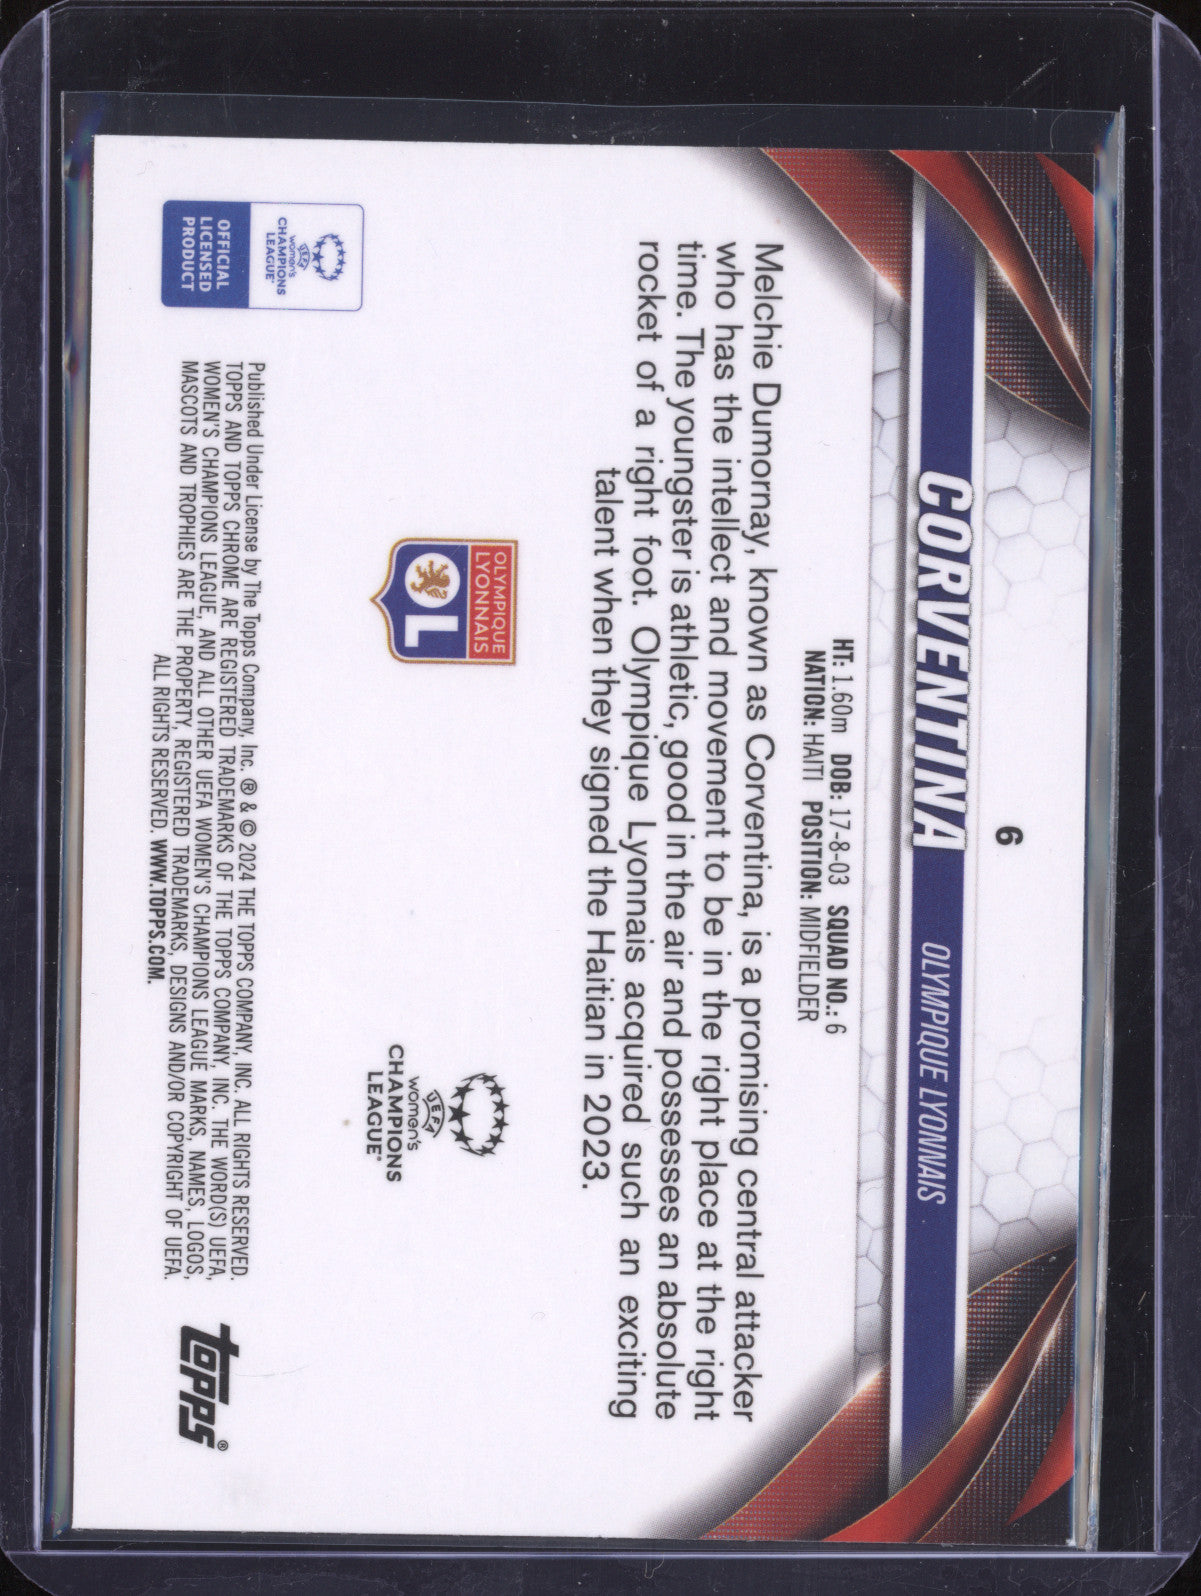 6
CORVENTINA OLYMPIQUE LYONNAIS
HT: 1.60m DOB: 17-8-03 SQUAD NO.: 6
NATION: HAITI POSITION: MIDFIELDER
Melchie Dumornay, known as Corventina, is a promising central attacker
who has the intellect and movement to be in the right place at the right
time. The youngster is athletic, good in the air and possesses an absolute
rocket of a right foot. Olympique Lyonnais acquired such an exciting
talent when they signed the Haitian in 2023.
OLYMPIQUE
LYONNAIS
OL
UEFA
women's
CHAMPIONS
LEAGUE®
UEFA
women's
CHAMPIONS
LEAGUE®
OFFICIAL
LICENSED
PRODUCT
Published Under License by The Topps Company, Inc. ® & © 2024 THE TOPPS COMPANY, INC. ALL RIGHTS RESERVED.
TOPPS AND TOPPS CHROME ARE REGISTERED TRADEMARKS OF THE TOPPS COMPANY, INC. THE WORD(S) UEFA,
WOMEN'S CHAMPIONS LEAGUE, AND ALL OTHER UEFA WOMEN'S CHAMPIONS LEAGUE MARKS, NAMES, LOGOS,
MASCOTS AND TROPHIES ARE THE PROPERTY, REGISTERED TRADEMARKS, DESIGNS AND/OR COPYRIGHT OF UEFA.
ALL RIGHTS RESERVED. WWW.TOPPS.COM.
topps®